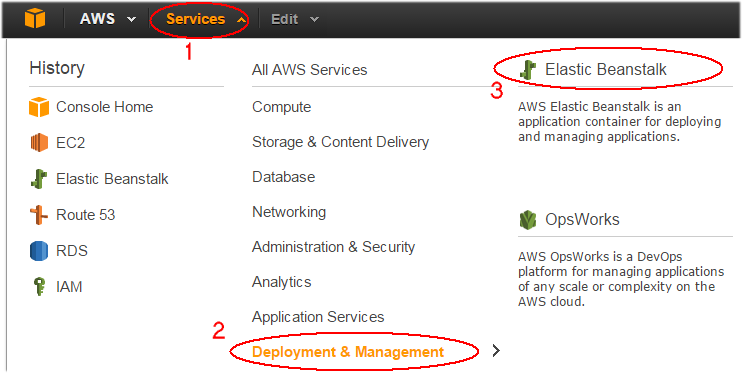 AWS Services Edit
1
History
Console Home
EC2
Elastic Beanstalk
Route 53
RDS
IAM
All AWS Services
Compute
Storage & Content Delivery
Database
Networking
Administration & Security
Analytics
Application Services
2
Deployment & Management
3
Elastic Beanstalk
AWS Elastic Beanstalk is an
application container for deploying
and managing applications.
OpsWorks
AWS OpsWorks is a DevOps
platform for managing applications
of any scale or complexity on the
AWS cloud.